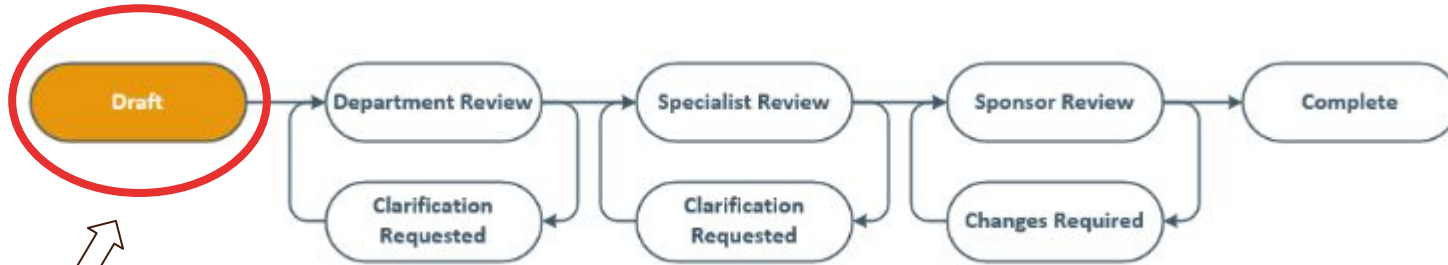 Draft
Department Review
Specialist Review
Sponsor Review
Complete
Clarification
Requested
Clarification
Requested
Changes Required